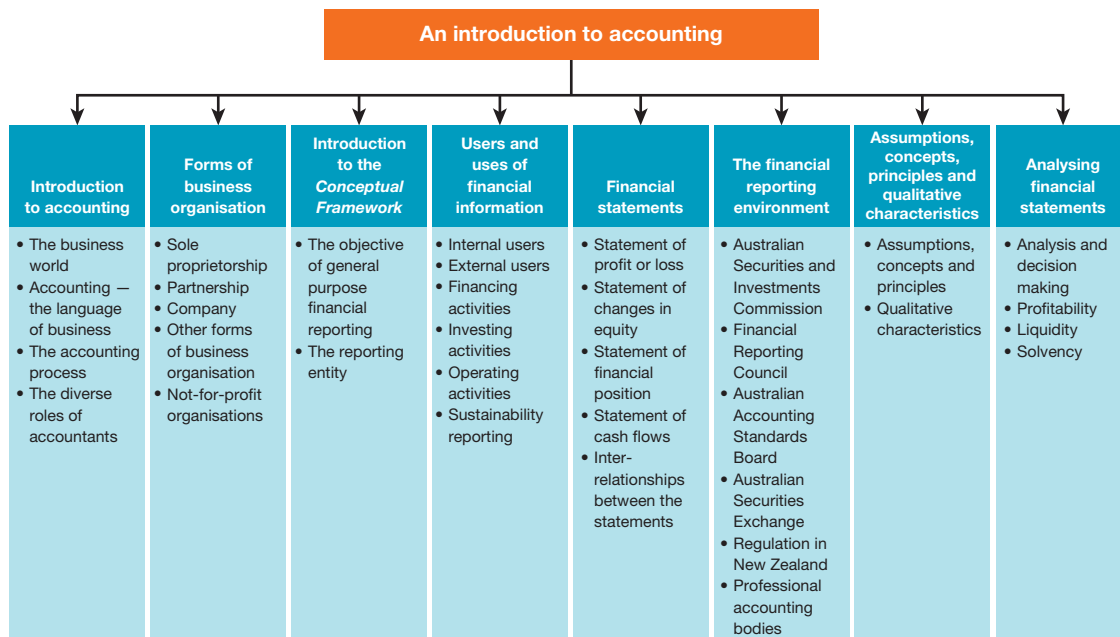 An introduction to accounting
Introduction
to accounting
• The business
world
• Accounting —
the language
of business
• The accounting
process
• The diverse
roles of
accountants
Forms of
business
organisation
• Sole
proprietorship
• Partnership
• Company
• Other forms
of business
organisation
• Not-for-profit
organisations
Introduction
to the
Conceptual
Framework
• The objective
of general
purpose
financial
reporting
• The reporting
entity
Users and
uses of
financial
information
• Internal users
• External users
• Financing
activities
• Investing
activities
• Operating
activities
• Sustainability
reporting
Financial
statements
• Statement of
profit or loss
• Statement of
changes in
equity
• Statement of
financial
position
• Statement of
cash flows
• Inter-
relationships
between the
statements
The financial
reporting
environment
• Australian
Securities and
Investments
Commission
• Financial
Reporting
Council
• Australian
Accounting
Standards
Board
• Australian
Securities
Exchange
• Regulation in
New Zealand
• Professional
accounting
bodies
Assumptions,
concepts,
principles and
qualitative
characteristics
• Assumptions,
concepts and
principles
• Qualitative
characteristics
Analysing
financial
statements
• Analysis and
decision
making
• Profitability
• Liquidity
• Solvency